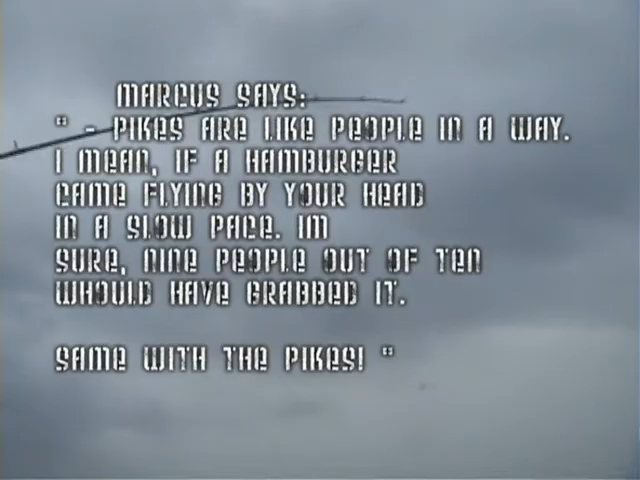 MARCUS SAYS:
" - PIKES ARE LIKE PEOPLE IN A WAY.
I MEAN, IF A HAMBURGER
CAME FLYING BY YOUR HEAD
IN A SLOW PACE. IM
SURE, NINE PEOPLE OUT OF TEN
WHOULD HAVE GRABBED IT.
SAME WITH THE PIKES! "